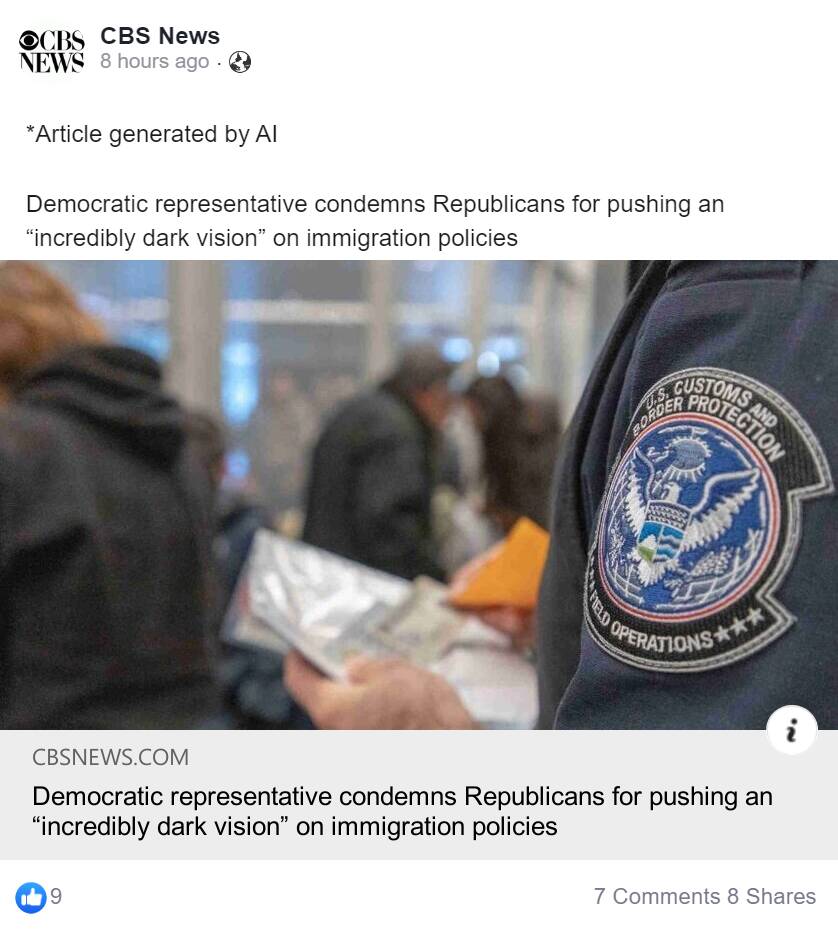 CBS NEWS
CBS News
8 hours ago ·
*Article generated by AI
Democratic representative condemns Republicans for pushing an
“incredibly dark vision” on immigration policies
U.S. CUSTOMS AND
BORDER PROTECTION
FIELD OPERATIONS
i
CBSNEWS.COM
Democratic representative condemns Republicans for pushing an
“incredibly dark vision” on immigration policies
9
7 Comments 8 Shares